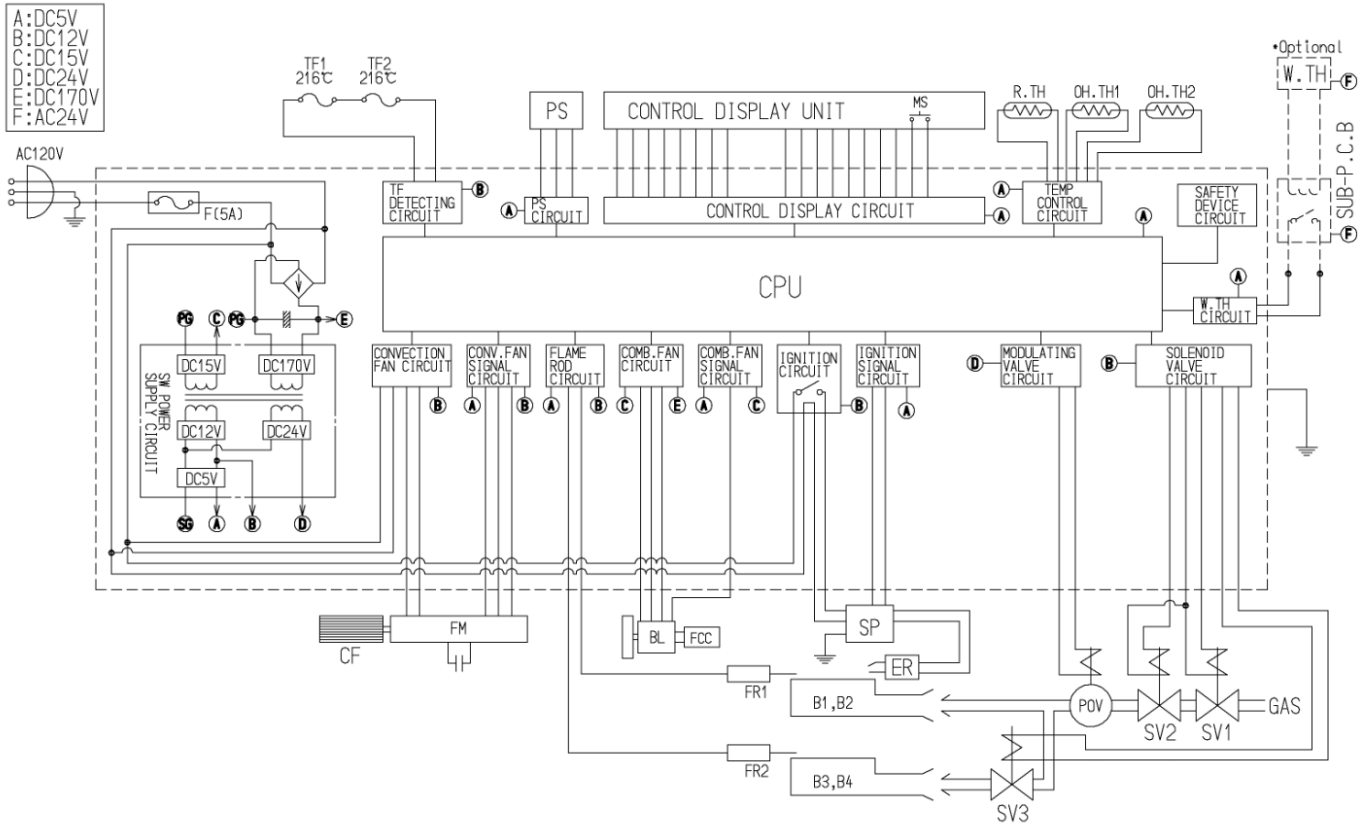 A:DC5V
B:DC12V
C:DC15V
D:DC24V
E:DC170V
F:AC24V
AC120V
F(5A)
TF1
216℃
TF2
216℃
PS
CONTROL DISPLAY UNIT
MS
R.TH
OH.TH1
OH.TH2
*Optional
W.TH
F
SUB-P.C.B
F
TF
DETECTING
CIRCUIT
B
A
PS
CIRCUIT
CONTROL DISPLAY CIRCUIT
A
A
TEMP
CONTROL
CIRCUIT
A
SAFETY
DEVICE
CIRCUIT
CPU
A
W.TH
CIRCUIT
PG
C
PG
E
DC15V
DC170V
SW POWER
SUPPLY CIRCUIT
DC12V
DC24V
DC5V
SG
A
B
D
CONVECTION
FAN CIRCUIT
B
CONV.FAN
SIGNAL
CIRCUIT
A
B
FLAME
ROD
CIRCUIT
A
B
COMB.FAN
CIRCUIT
C
E
COMB.FAN
SIGNAL
CIRCUIT
A
C
IGNITION
CIRCUIT
B
IGNITION
SIGNAL
CIRCUIT
A
D
MODULATING
VALVE
CIRCUIT
B
SOLENOID
VALVE
CIRCUIT
CF
FM
BL
FCC
SP
ER
FR1
B1,B2
POV
SV2
SV1
GAS
FR2
B3,B4
SV3